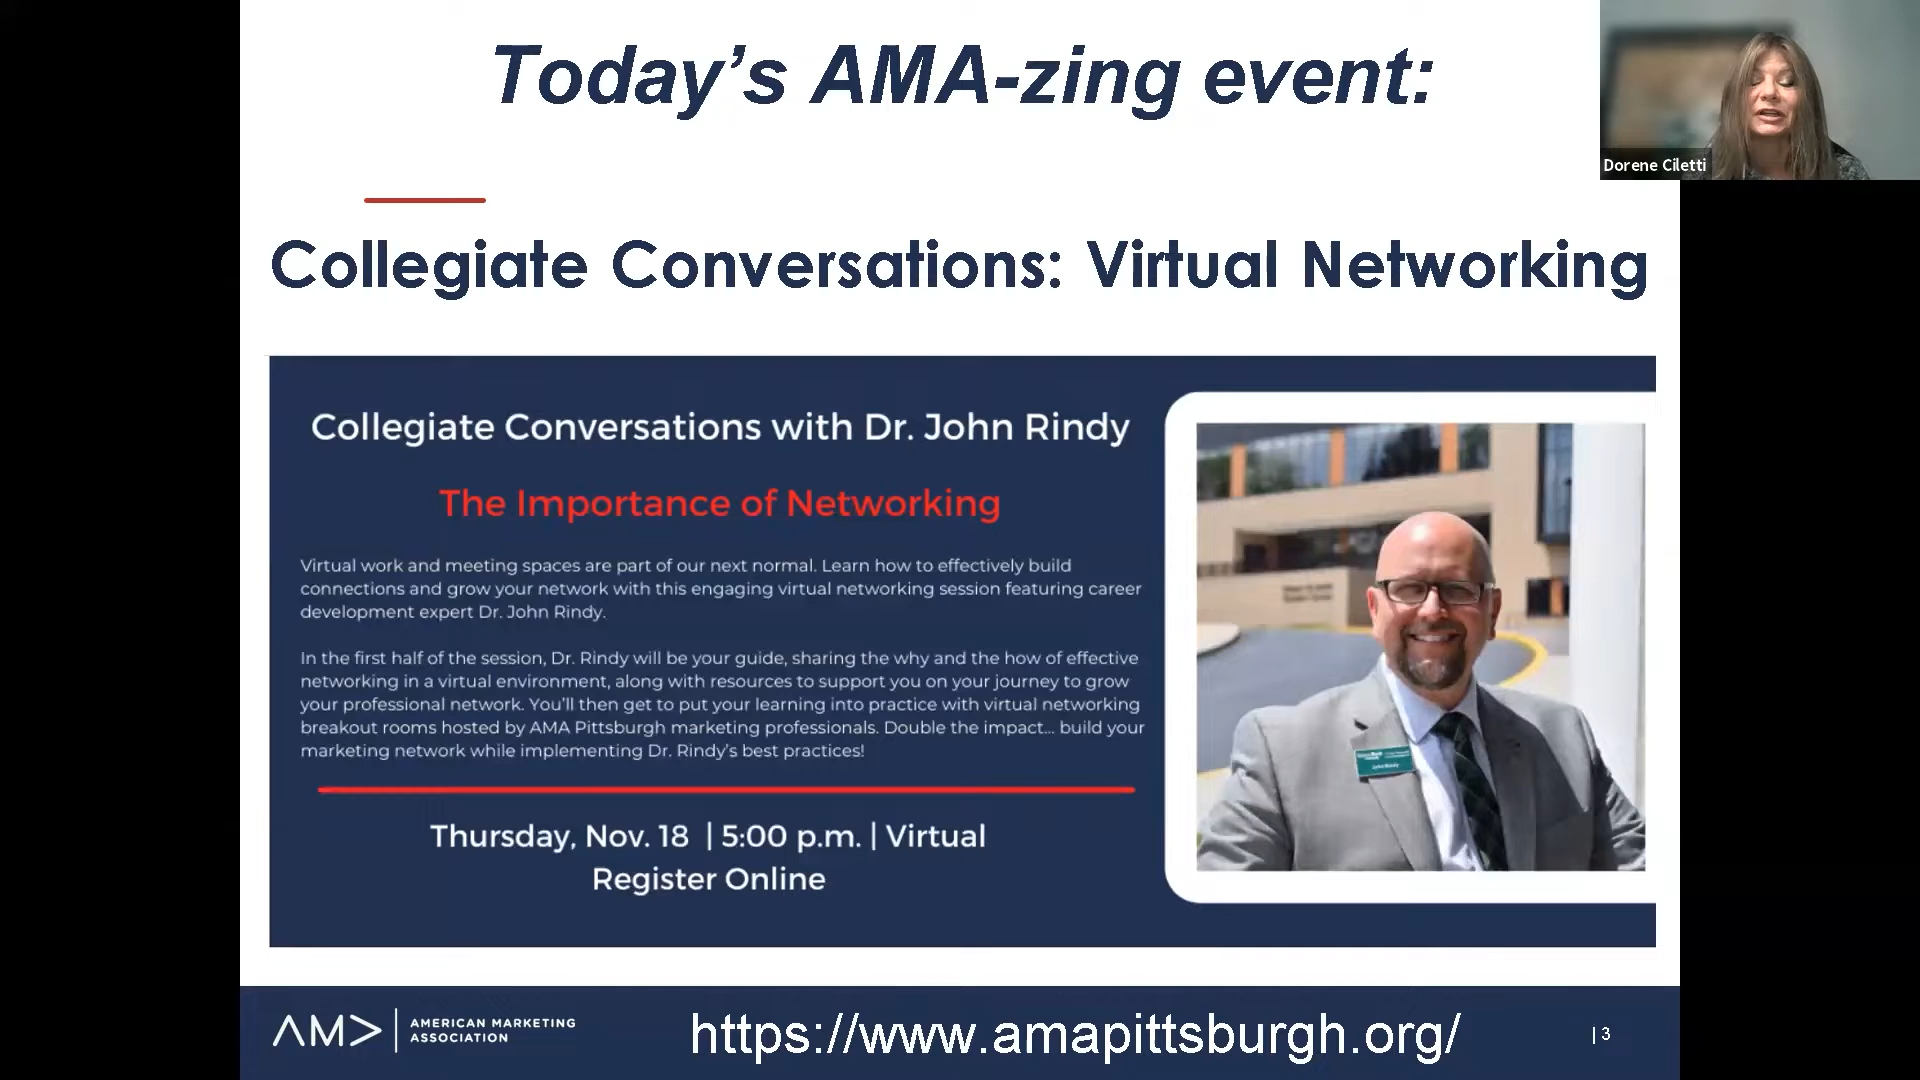 Today's AMA-zing event:
Dorene Ciletti
Collegiate Conversations: Virtual Networking
Collegiate Conversations with Dr. John Rindy
The Importance of Networking
Virtual work and meeting spaces are part of our next normal. Learn how to effectively build
connections and grow your network with this engaging virtual networking session featuring career
development expert Dr. John Rindy.
In the first half of the session, Dr. Rindy will be your guide, sharing the why and the how of effective
networking in a virtual environment, along with resources to support you on your journey to grow
your professional network. You'll then get to put your learning into practice with virtual networking
breakout rooms hosted by AMA Pittsburgh marketing professionals. Double the impact... build your
marketing network while implementing Dr. Rindy's best practices!
Thursday, Nov. 18 | 5:00 p.m. | Virtual
Register Online
AMA
AMERICAN MARKETING
ASSOCIATION
https://www.amapittsburgh.org/
| 3